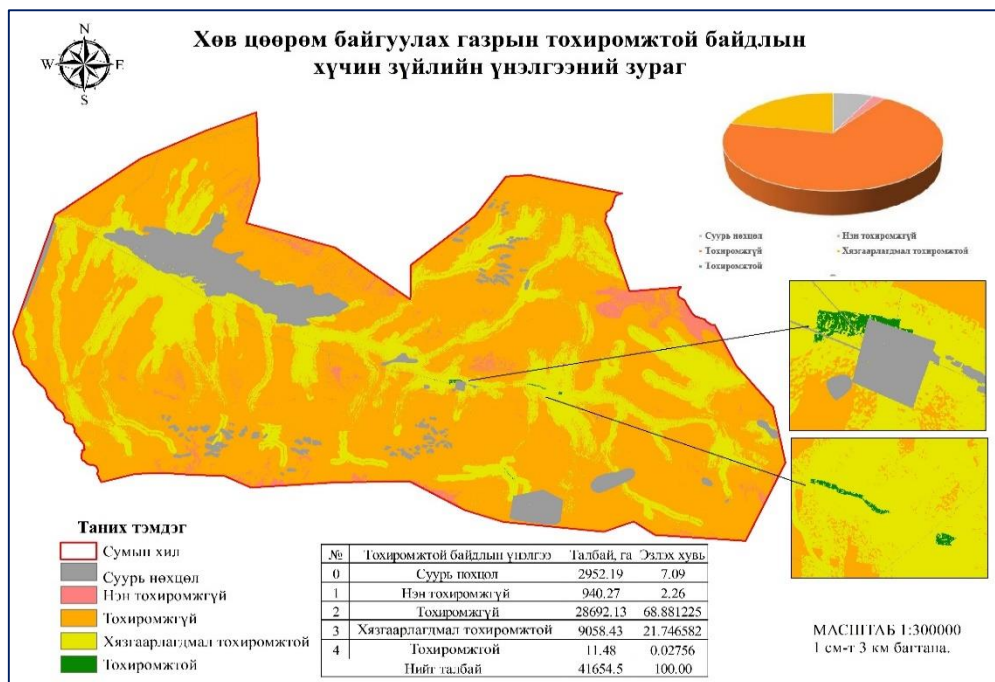 Хөв цөөрөм байгуулах газрын тохиромжтой байдлын
хүчин зүйлийн үнэлгээний зураг
N
W E
S
Суурь нөхцөл Нэн тохиромжгүй
Тохиромжгүй Хязгаарлагдмал тохиромжтой
Тохиромжтой
Таних тэмдэг
Сумын хил
Суурь нөхцөл
Нэн тохиромжгүй
Тохиромжгүй
Хязгаарлагдмал тохиромжтой
Тохиромжтой
№ Тохиромжтой байдлын үнэлгээ Талбай, га Эзлэх хувь
0 Суурь нөхцөл 2952.19 7.09
1 Нэн тохиромжгүй 940.27 2.26
2 Тохиромжгүй 28692.13 68.881225
3 Хязгаарлагдмал тохиромжтой 9058.43 21.746582
4 Тохиромжтой 11.48 0.02756
Нийт талбай 41654.5 100.00
МАСШТАБ 1:300000
1 см-т 3 км багтана.